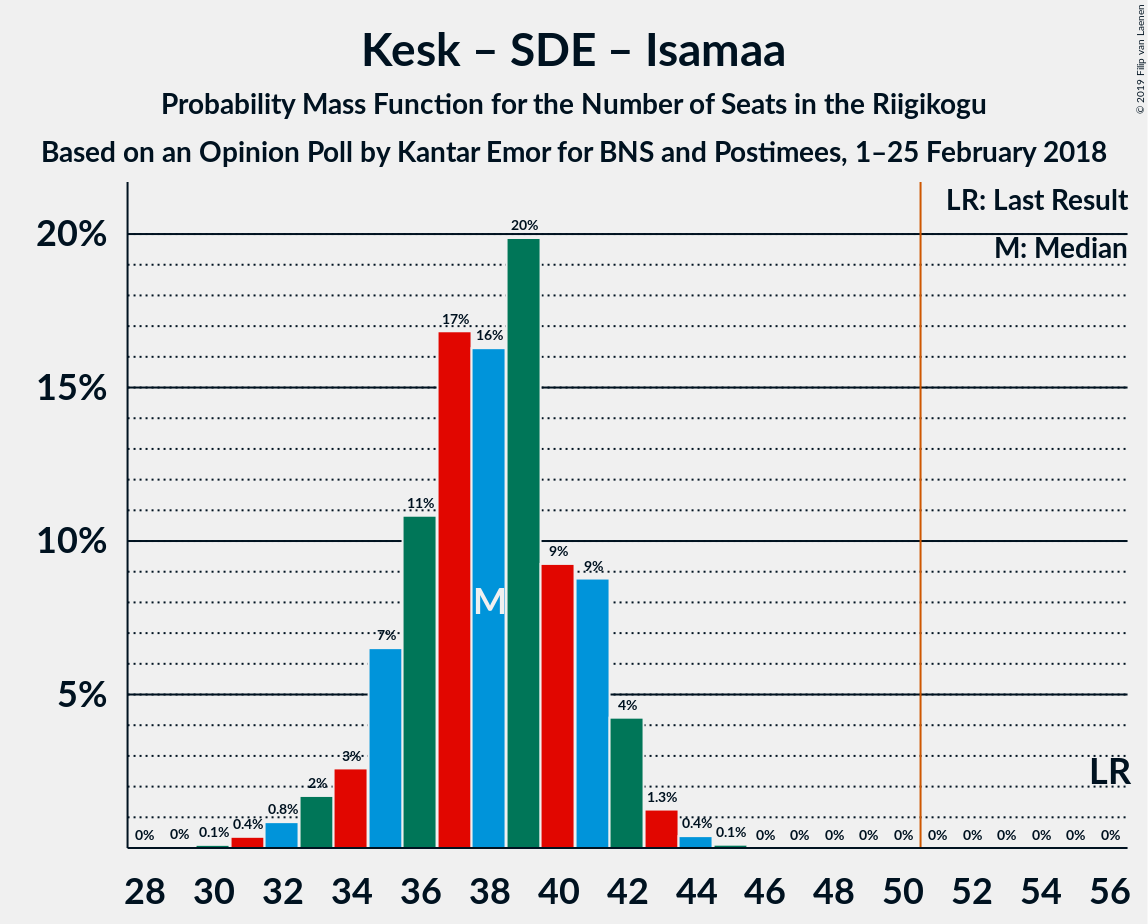 Kesk – SDE – Isamaa
Probability Mass Function for the Number of Seats in the Riigikogu
Based on an Opinion Poll by Kantar Emor for BNS and Postimees, 1–25 February 2018
© 2019 Filip van Laenen
LR: Last Result
M: Median
20%
15%
10%
5%
0% 0% 0.1% 0.4% 0.8% 2% 3% 7% 11% 17% 16% 20% 9% 9% 4% 1.3% 0.4% 0.1% 0% 0% 0% 0% 0% 0% 0% 0% 0% 0% 0%
M
LR
28 30 32 34 36 38 40 42 44 46 48 50 52 54 56